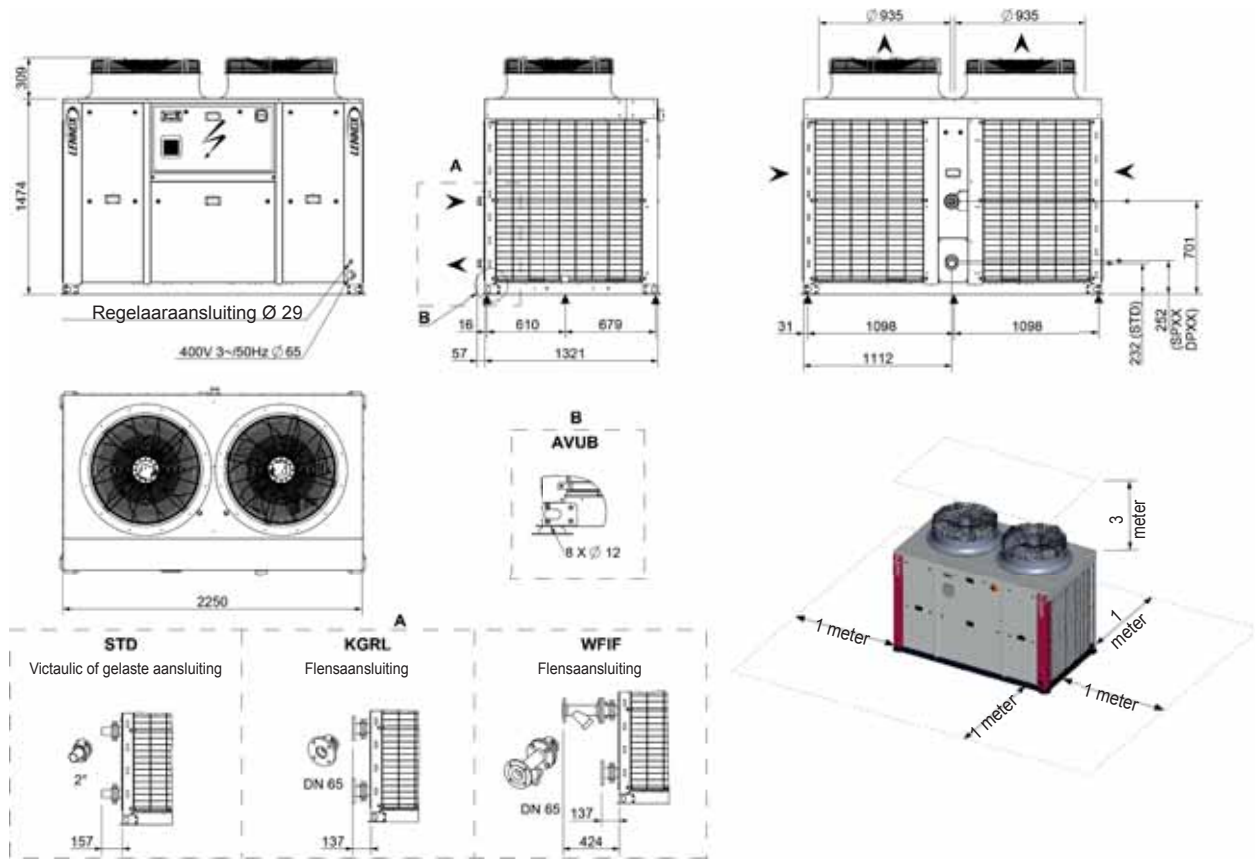 309
1474
LENNOX
LENNOX
Regelaaraansluiting Ø 29
400V 3~/50Hz Ø 65
A
B
16
610
679
57
1321
Ø 935
Ø 935
701
31
1098
1098
1112
232 (STD)
252
(SPXX
DPXX)
2250
B
AVUB
8 X Ø 12
3
meter
1 meter
1
meter
1 meter
1 meter
A
STD
Victaulic of gelaste aansluiting
2"
157
KGRL
Flensaansluiting
DN 65
137
WFIF
Flensaansluiting
DN 65
137
424